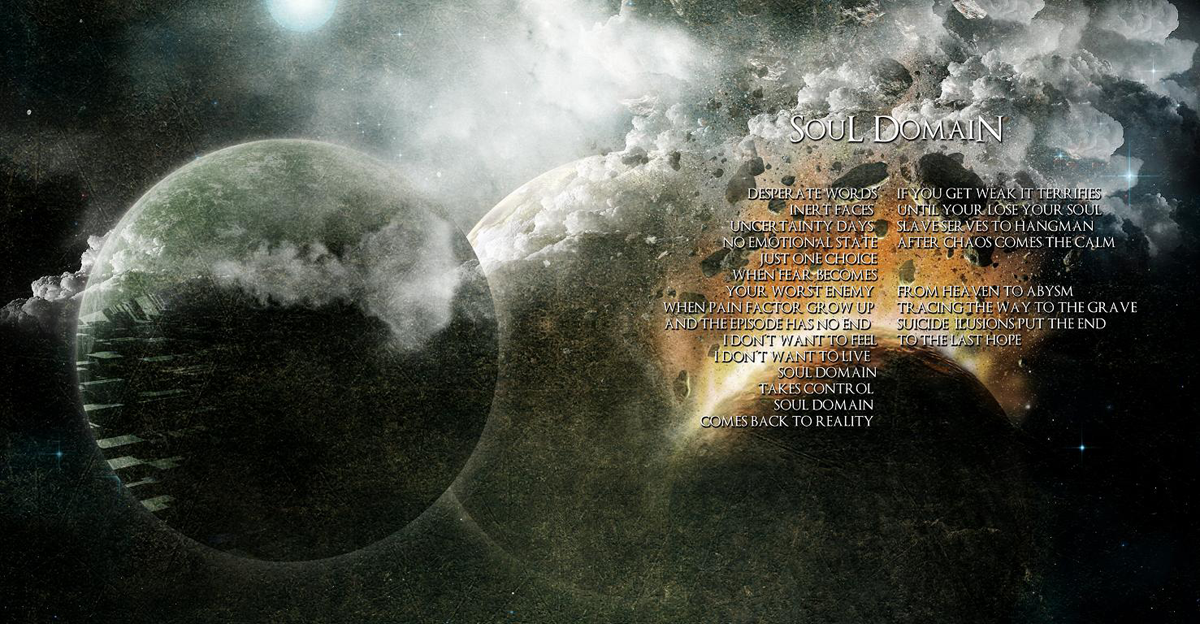 SOUL DOMAIN
DESPERATE WORDS
INERT FACES
UNCERTAINTY DAYS
NO EMOTIONAL STATE
JUST ONE CHOICE
WHEN FEAR BECOMES
YOUR WORST ENEMY
WHEN PAIN FACTOR GROW UP
AND THE EPISODE HAS NO END
I DON'T WANT TO FEEL
I DON'T WANT TO LIVE
SOUL DOMAIN
TAKES CONTROL
SOUL DOMAIN
COMES BACK TO REALITY
IF YOU GET WEAK IT TERRIFIES
UNTIL YOUR LOSE YOUR SOUL
SLAVE SERVES TO HANGMAN
AFTER CHAOS COMES THE CALM
FROM HEAVEN TO ABYSM
TRACING THE WAY TO THE GRAVE
SUICIDE ILUSIONS PUT THE END
TO THE LAST HOPE